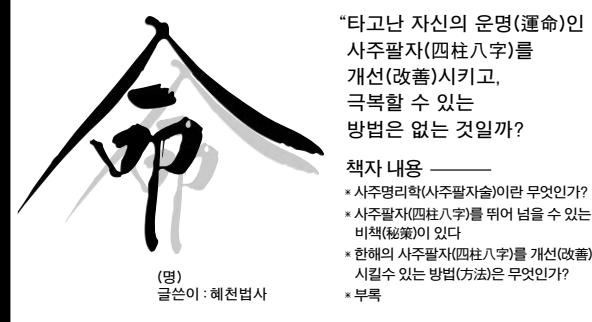 命
(명)
글쓴이 : 혜천법사
“타고난 자신의 운명(運命)인
사주팔자(四柱八字)를
개선(改善)시키고,
극복할 수 있는
방법은 없는 것일까?
책자 내용
* 사주명리학(사주팔자술)이란 무엇인가?
* 사주팔자(四柱八字)를 뛰어 넘을 수 있는
비책(秘策)이 있다
* 한해의 사주팔자(四柱八字)를 개선(改善)
시킬수 있는 방법(方法)은 무엇인가?
* 부록